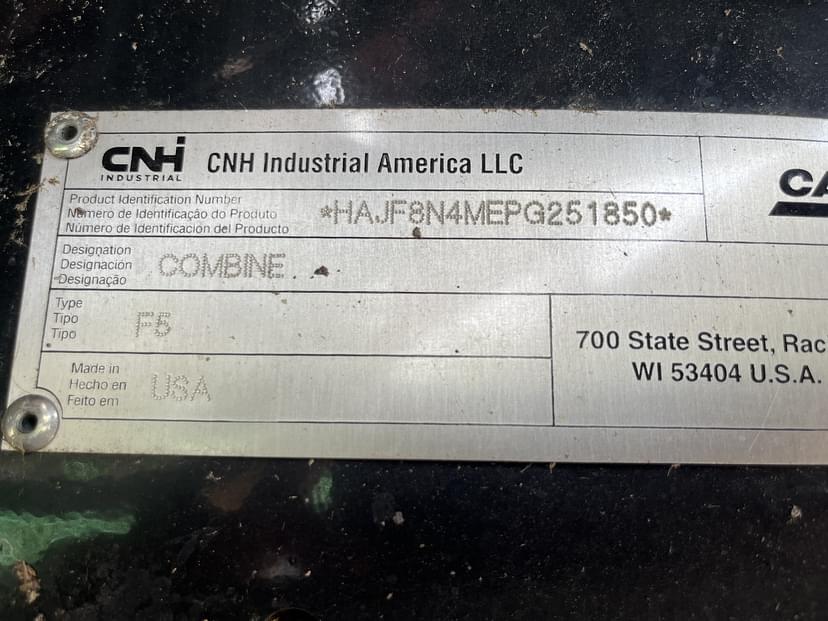 CNH
INDUSTRIAL
CNH Industrial America LLC
CA
Product Identification Number
Número de Identificação do Produto
Número de Identificación del Producto
*HAJF8N4MEPG251850*
Designation
Designación
Designação
COMBINE
Type
Tipo
Tipo
F5
Made in
Hecho en
Feito em
USA
700 State Street, Rac
WI 53404 U.S.A.